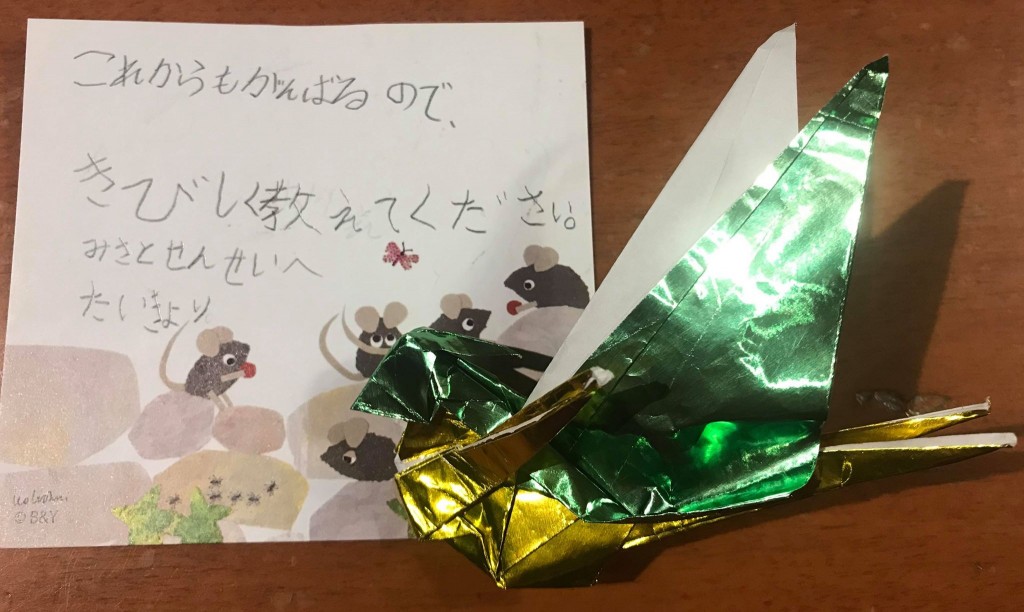 これからもがんばるので、
きびしく教えてください。
みさとせんせいへ
たいきより
© B&Y